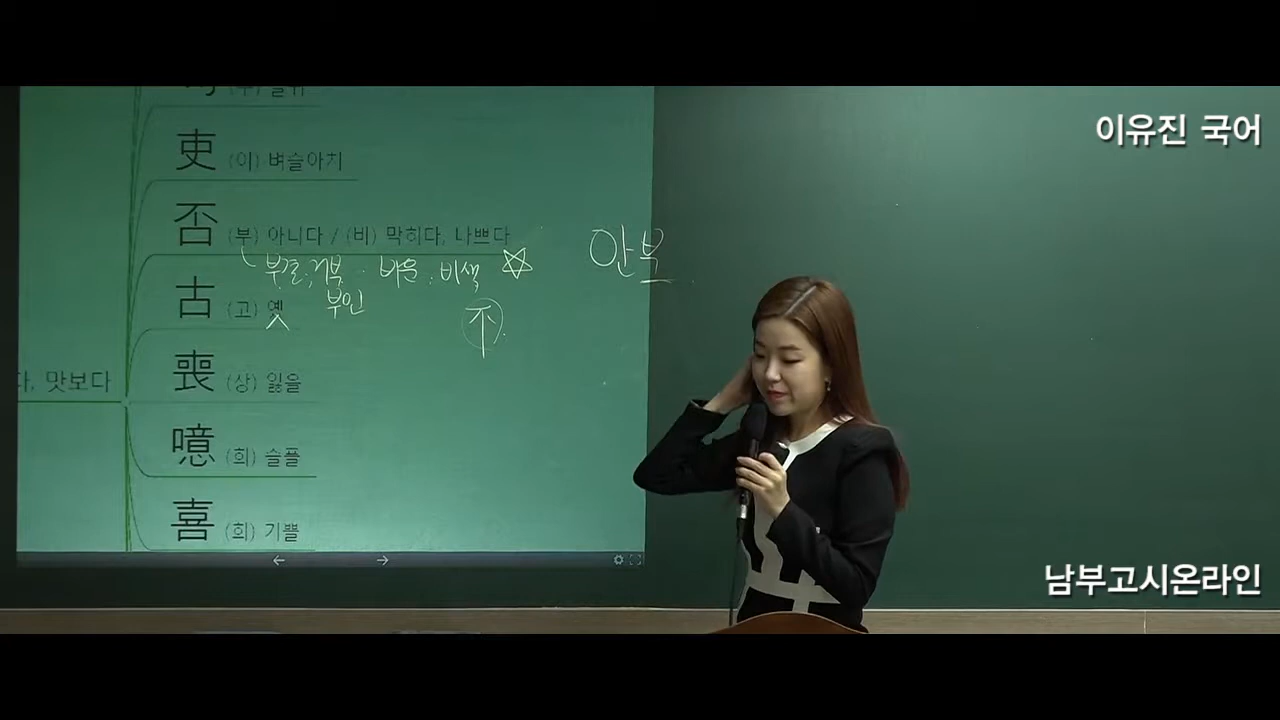 이유진 국어
吏 (이) 벼슬아치
否 (부) 아니다 / (비) 막히다, 나쁘다
안부
부결, 거부 비운, 비색 ☆
古 (고) 옛
부인
不
다, 맛보다
喪 (상) 잃을
噫 (희) 슬플
喜 (희) 기쁠
남부고시온라인